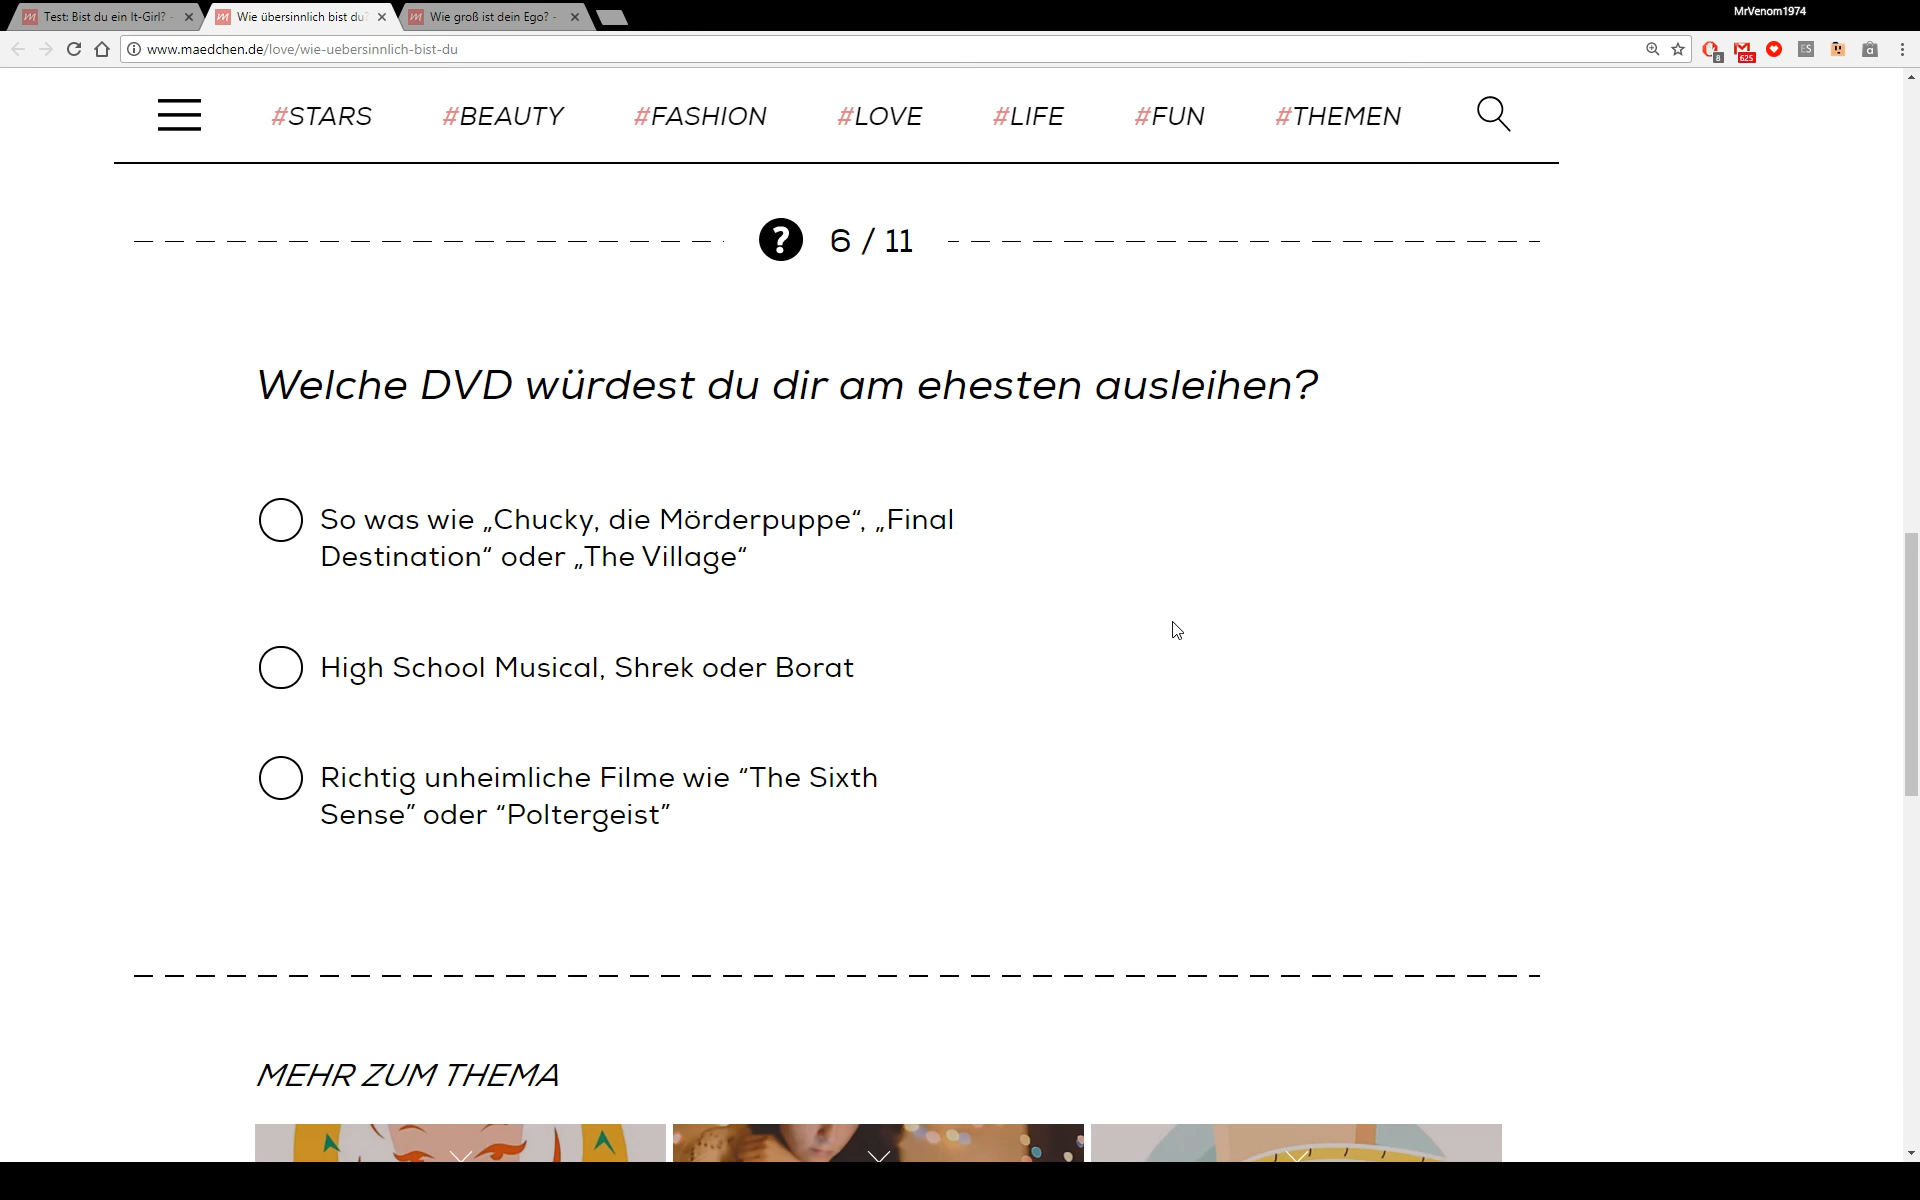 MrVenom1974
Test: Bist du ein It-Girl? -
Wie übersinnlich bist du?
Wie groß ist dein Ego? -
www.maedchen.de/love/wie-uebersinnlich-bist-du
8
625
ES
a
#STARS
#BEAUTY
#FASHION
#LOVE
#LIFE
#FUN
#THEMEN
? 6 / 11
Welche DVD würdest du dir am ehesten ausleihen?
So was wie „Chucky, die Mörderpuppe“, „Final
Destination“ oder „The Village“
High School Musical, Shrek oder Borat
Richtig unheimliche Filme wie “The Sixth
Sense” oder “Poltergeist”
MEHR ZUM THEMA